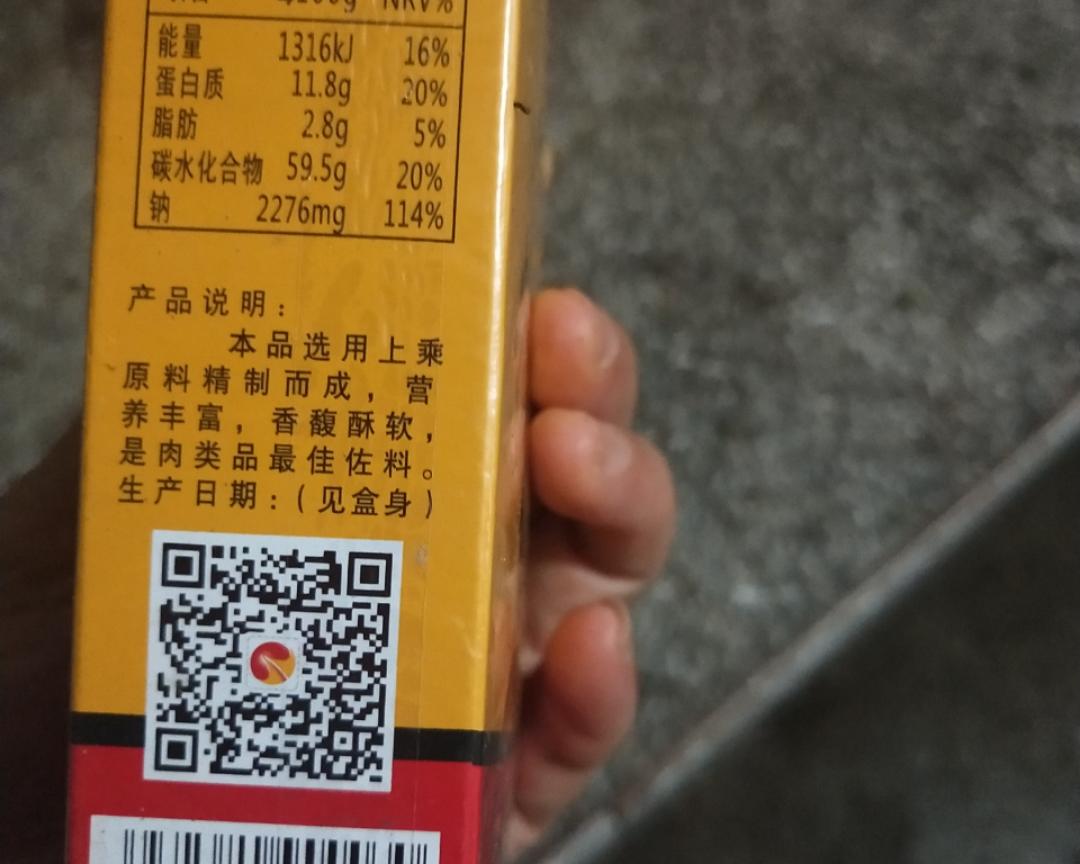 NRV%
能量 1316kJ 16%
蛋白质 11.8g 20%
脂肪 2.8g 5%
碳水化合物 59.5g 20%
钠 2276mg 114%
产品说明：
本品选用上乘
原料精制而成，营
养丰富，香馥酥软，
是肉类品最佳佐料。
生产日期：(见盒身)